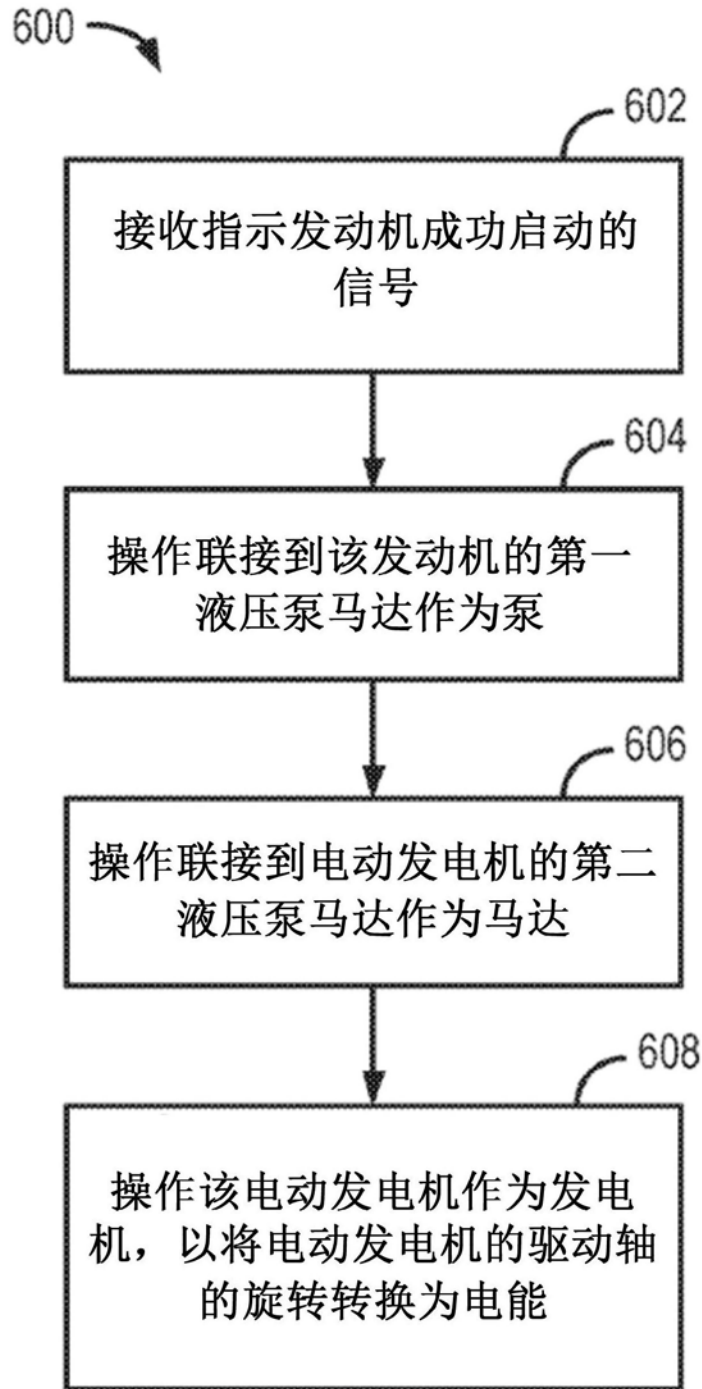 600
602
接收指示发动机成功启动的
信号
604
操作联接到该发动机的第一
液压泵马达作为泵
606
操作联接到电动发电机的第二
液压泵马达作为马达
608
操作该电动发电机作为发电
机，以将电动发电机的驱动轴
的旋转转换为电能